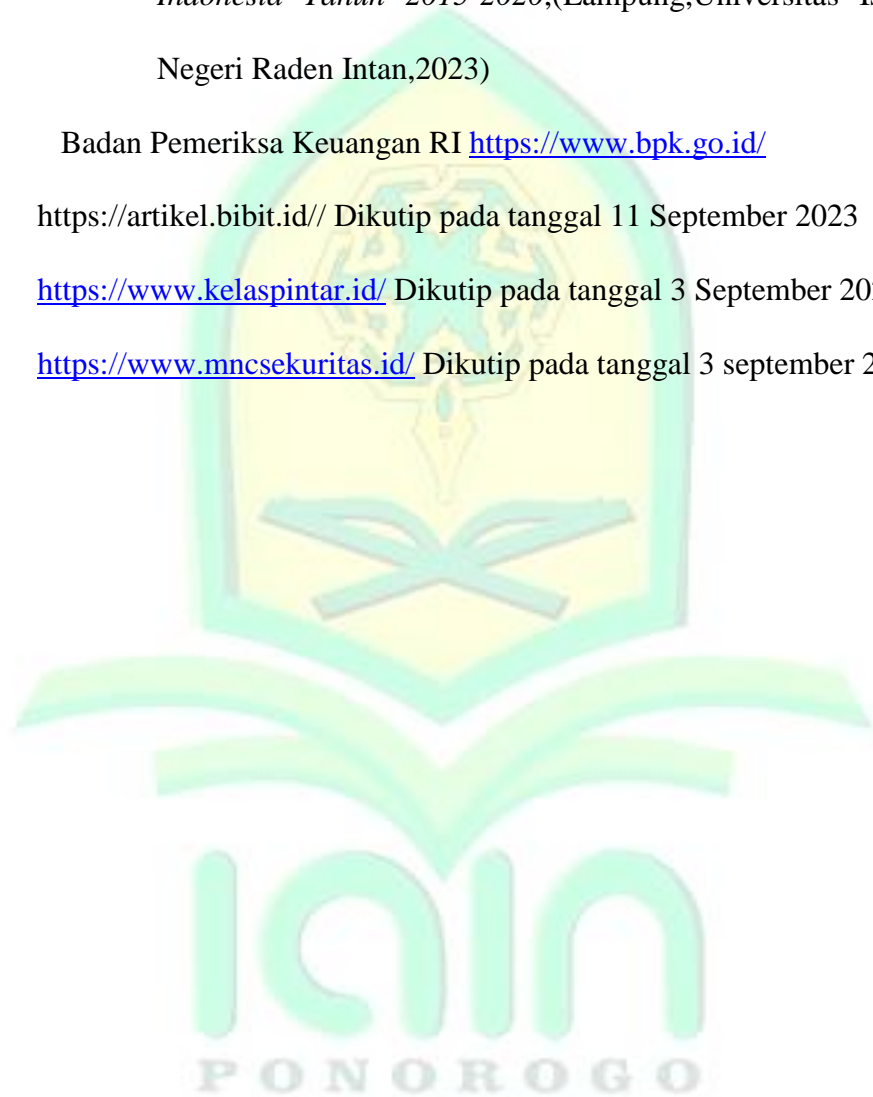 Indonesia Tahun 2015-2020,(Lampung,Universitas
Negeri Raden Intan,2023)
Badan Pemeriksa Keuangan RI https://www.bpk.go.id/
https://artikel.bibit.id// Dikutip pada tanggal 11 September 2023
https://www.kelaspintar.id/ Dikutip pada tanggal 3 September
https://www.mncsekuritas.id/ Dikutip pada tanggal 3 september
iain
PONOROGO